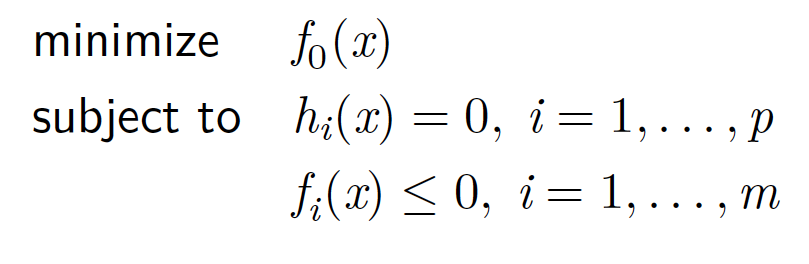 minimize f₀(x)
subject to hᵢ(x) = 0, i = 1, . . . , p
fᵢ(x) ≤ 0, i = 1, . . . , m